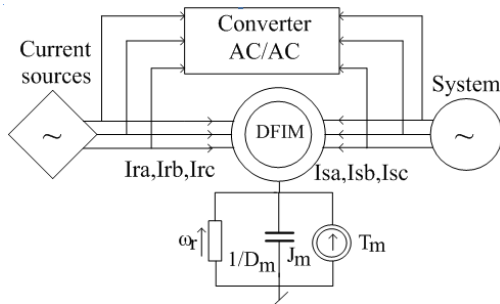 Converter
AC/AC
Current
sources
System
~
DFIM
~
Ira,Irb,Irc
Isa,Isb,Isc
ωr
1/Dm
Jm
Tm